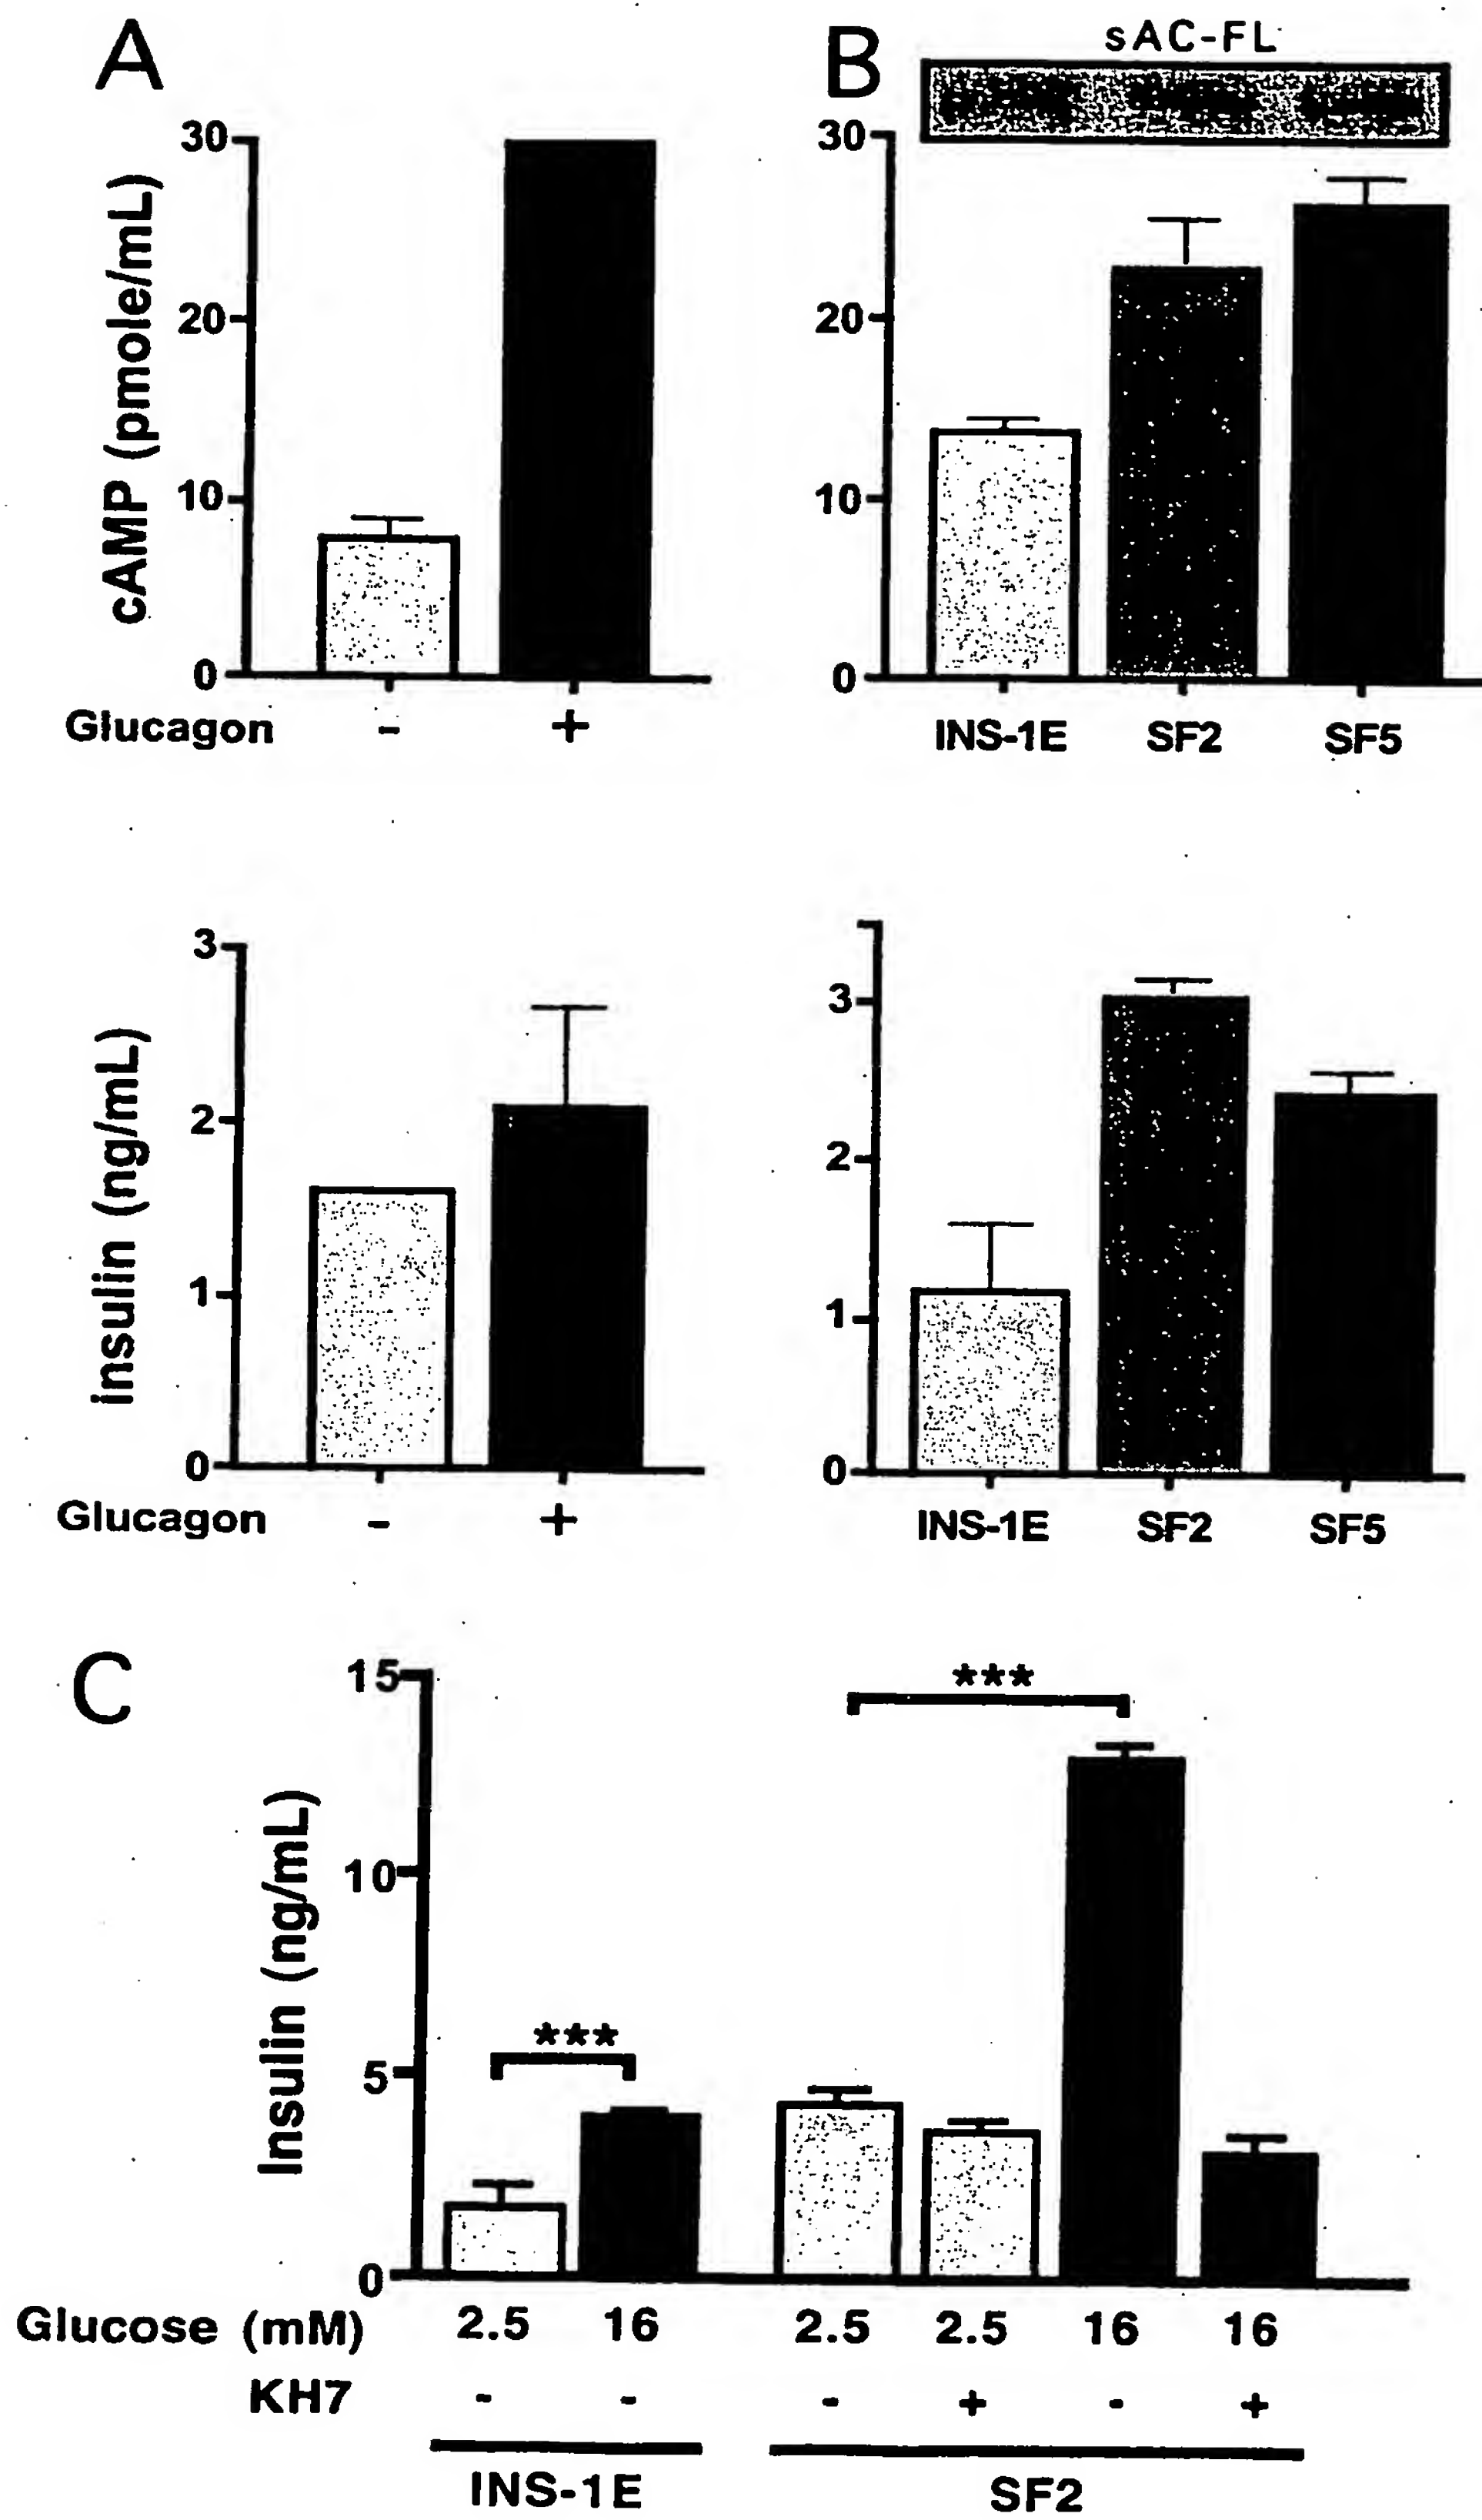 A
30
20
10
0
cAMP (pmole/mL)
Glucagon - +
B
sAC-FL
30
20
10
0
INS-1E SF2 SF5
3
2
1
0
insulin (ng/mL)
Glucagon - +
3
2
1
0
INS-1E SF2 SF5
C
15
10
5
0
Insulin (ng/mL)
***
***
Glucose (mM) 2.5 16 2.5 2.5 16 16
KH7 - - - + - +
INS-1E SF2